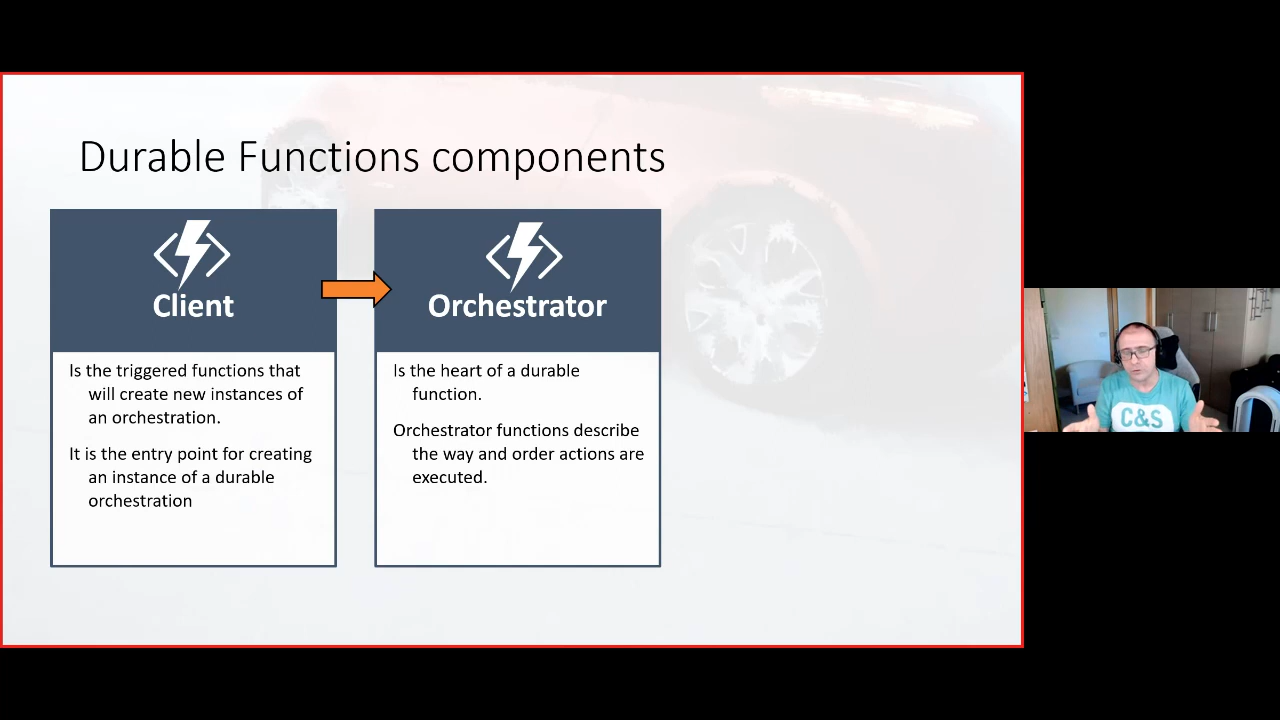 Durable Functions components
Client
Is the triggered functions that
will create new instances of
an orchestration.
It is the entry point for creating
an instance of a durable
orchestration
Orchestrator
Is the heart of a durable
function.
Orchestrator functions describe
the way and order actions are
executed.
C&S